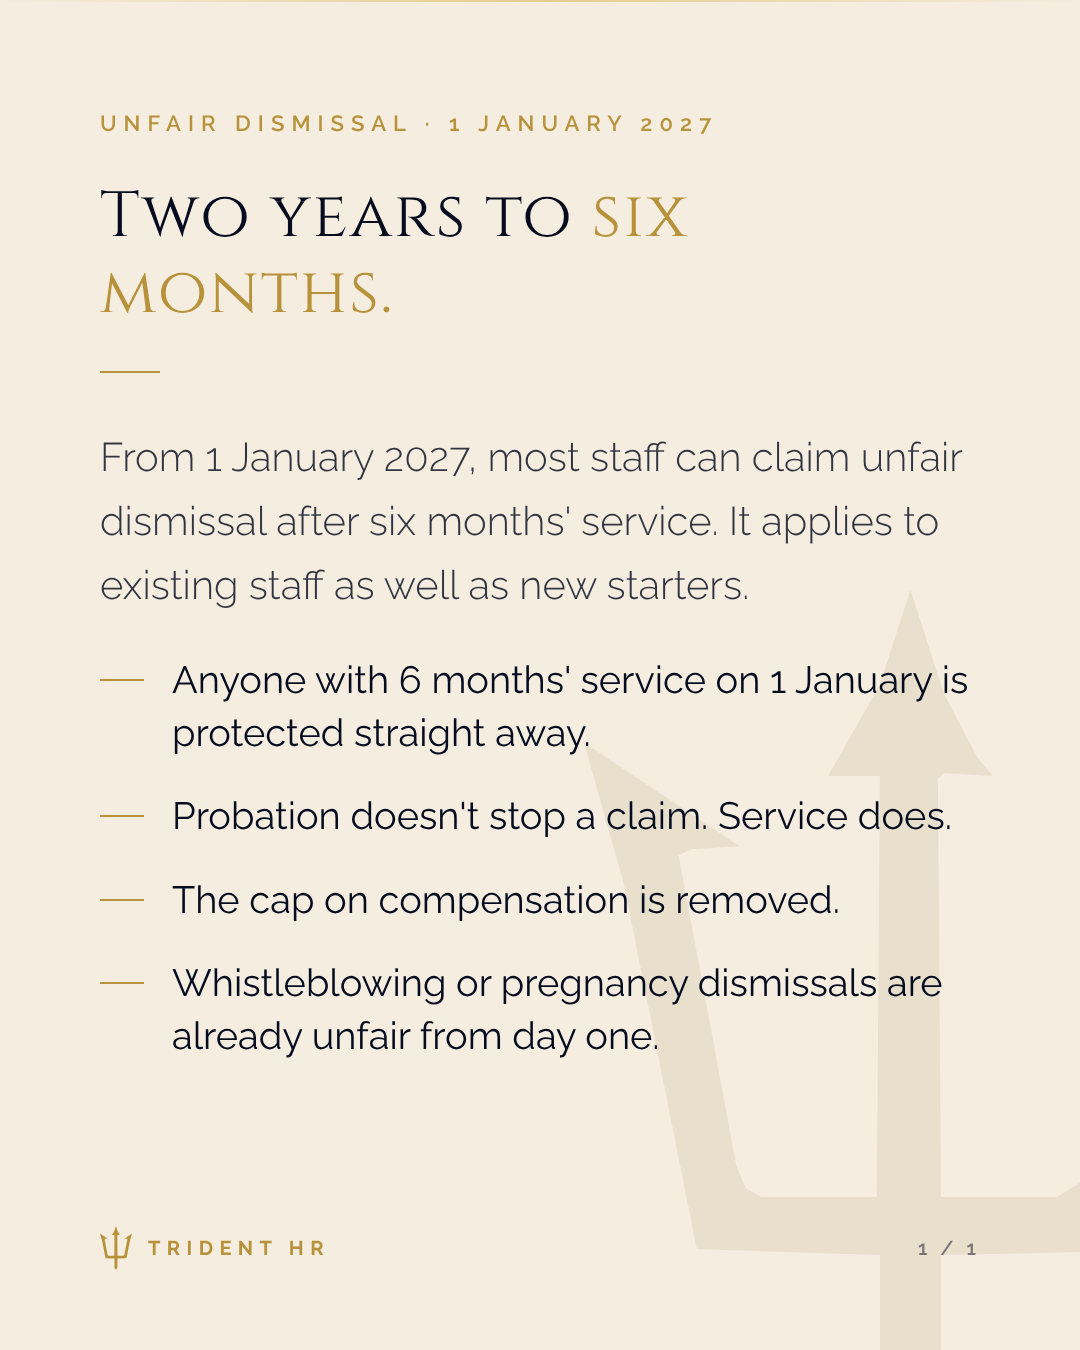 UNFAIR DISMISSAL · 1 JANUARY 2027
Two years to six
months.
From 1 January 2027, most staff can claim unfair
dismissal after six months' service. It applies to
existing staff as well as new starters.
— Anyone with 6 months' service on 1 January is
protected straight away.
— Probation doesn't stop a claim. Service does.
— The cap on compensation is removed.
— Whistleblowing or pregnancy dismissals are
already unfair from day one.
TRIDENT HR
1 / 1